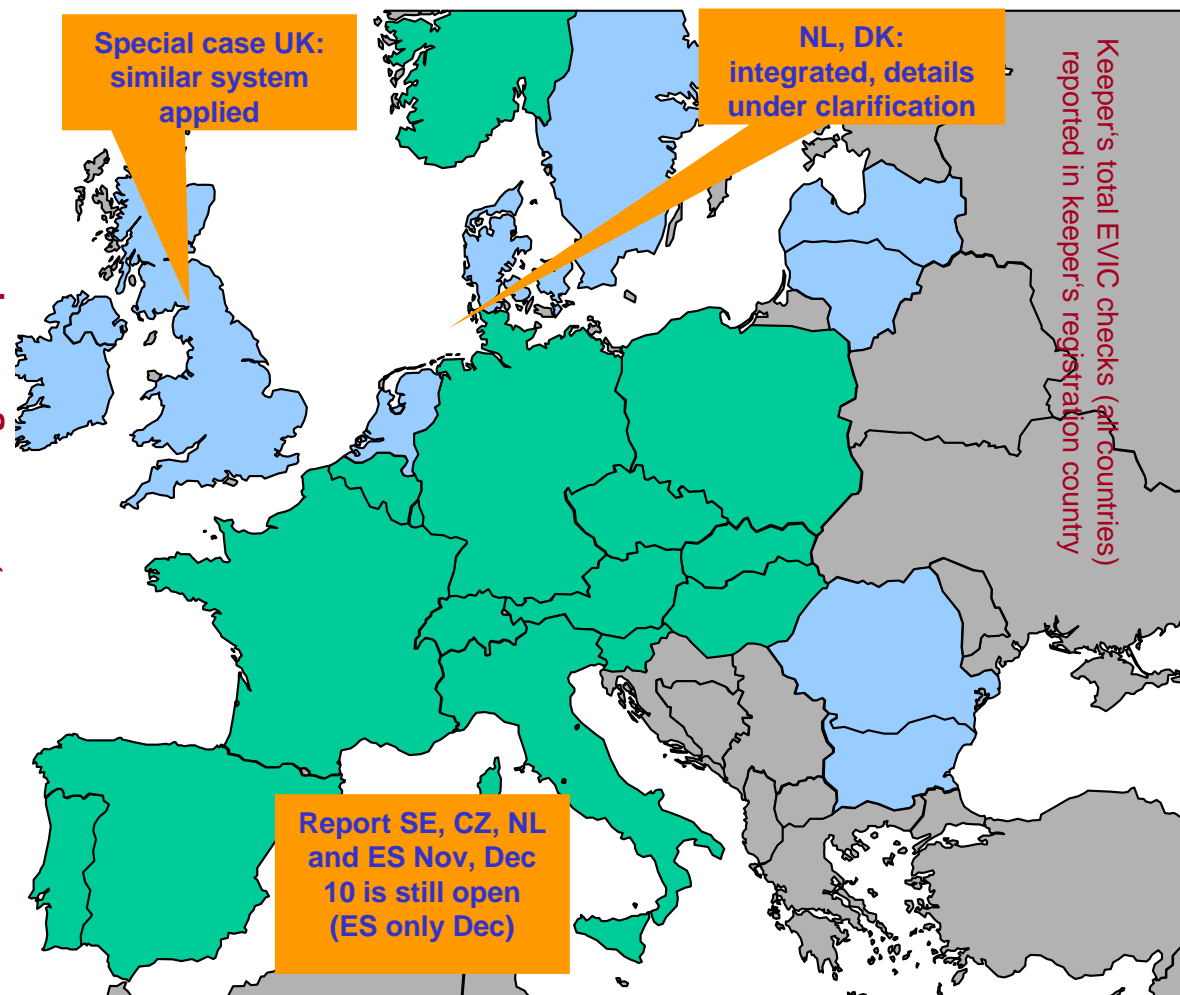 Special case UK:
similar system
applied
NL, DK:
integrated, details
under clarification
Keeper‘s total EVIC checks (all countries)
reported in keeper‘s registration country
Report SE, CZ, NL
and ES Nov, Dec
10 is still open
(ES only Dec)